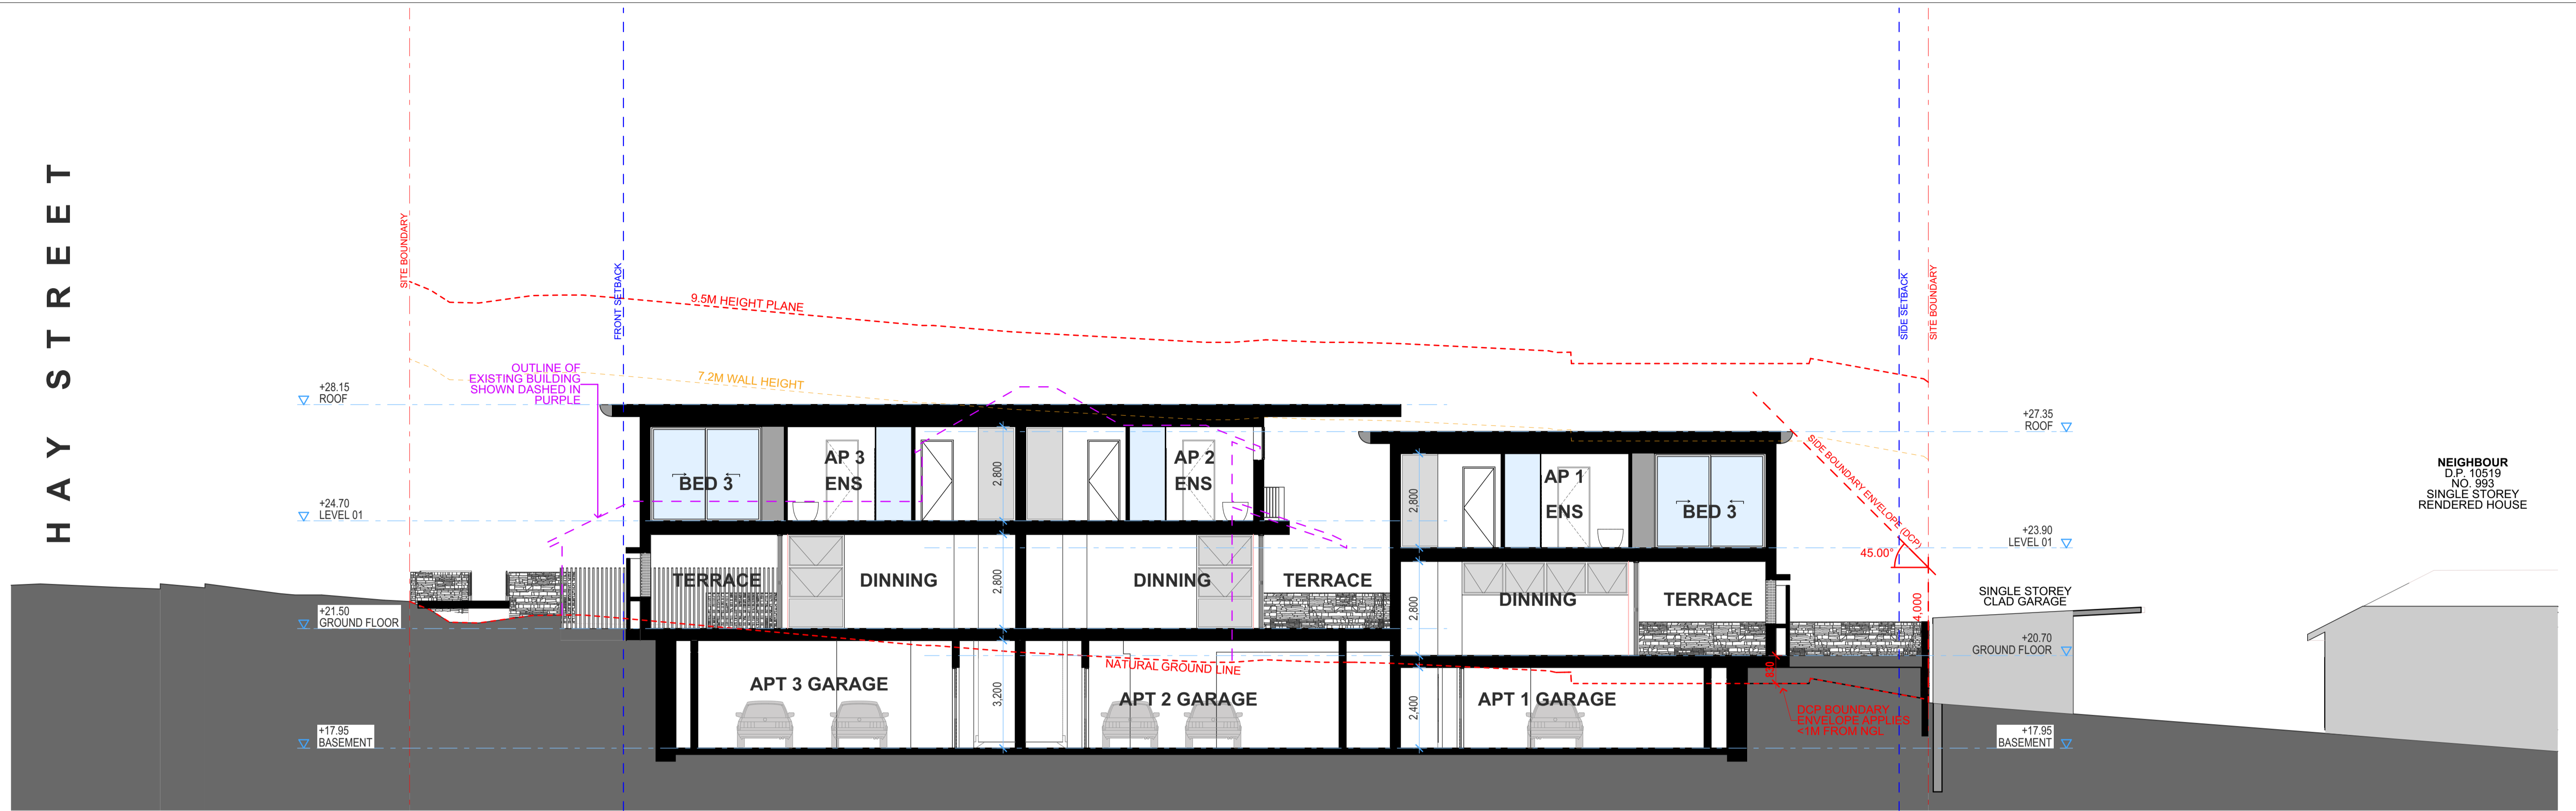 HAY STREET
SITE BOUNDARY
FRONT SETBACK
9.5M HEIGHT PLANE
7.2M WALL HEIGHT
OUTLINE OF
EXISTING BUILDING
SHOWN DASHED IN
PURPLE
+28.15
ROOF
+24.70
LEVEL 01
+21.50
GROUND FLOOR
+17.95
BASEMENT
BED 3
AP 3
ENS
2,800
AP 2
ENS
2,800
AP 1
ENS
BED 3
TERRACE
DINNING
2,800
DINNING
TERRACE
2,800
DINNING
TERRACE
NATURAL GROUND LINE
APT 3 GARAGE
3,200
APT 2 GARAGE
2,400
APT 1 GARAGE
830
DCP BOUNDARY
ENVELOPE APPLIES
<1M FROM NGL
SIDE BOUNDARY ENVELOPE (DCP)
45.00°
4,000
SIDE SETBACK
SITE BOUNDARY
+27.35
ROOF
+23.90
LEVEL 01
SINGLE STOREY
CLAD GARAGE
+20.70
GROUND FLOOR
+17.95
BASEMENT
NEIGHBOUR
D.P. 10519
NO. 993
SINGLE STOREY
RENDERED HOUSE